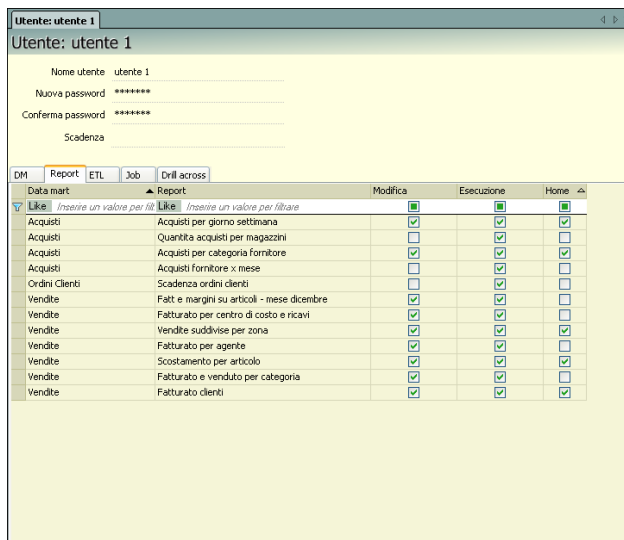 Utente: utente 1
Utente: utente 1
Nome utente utente 1
Nuova password *******
Conferma password *******
Scadenza
DM Report ETL Job Drill across
Data mart Report Modifica Esecuzione Home
Like Inserire un valore per filt Like Inserire un valore per filtrare
Acquisti Acquisti per giorno settimana
Acquisti Quantita acquisti per magazzini
Acquisti Acquisti per categoria fornitore
Acquisti Acquisti fornitore x mese
Ordini Clienti Scadenza ordini clienti
Vendite Fatt e margini su articoli - mese dicembre
Vendite Fatturato per centro di costo e ricavi
Vendite Vendite suddivise per zona
Vendite Fatturato per agente
Vendite Scostamento per articolo
Vendite Fatturato e venduto per categoria
Vendite Fatturato clienti